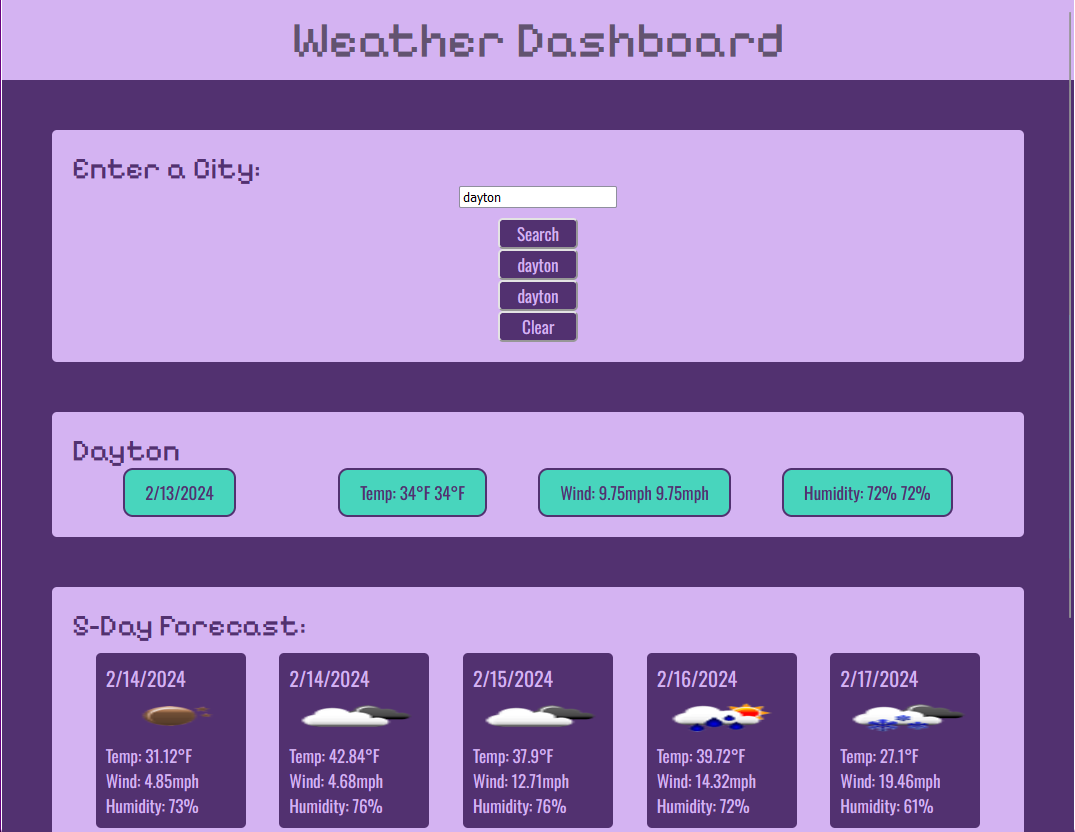 Weather Dashboard
Enter a City:
dayton
Search
dayton
dayton
Clear
Dayton
2/13/2024 Temp: 34°F 34°F Wind: 9.75mph 9.75mph Humidity: 72% 72%
5-Day Forecast:
2/14/2024 2/14/2024 2/15/2024 2/16/2024 2/17/2024
Temp: 31.12°F Temp: 42.84°F Temp: 37.9°F Temp: 39.72°F Temp: 27.1°F
Wind: 4.85mph Wind: 4.68mph Wind: 12.71mph Wind: 14.32mph Wind: 19.46mph
Humidity: 73% Humidity: 76% Humidity: 76% Humidity: 72% Humidity: 61%